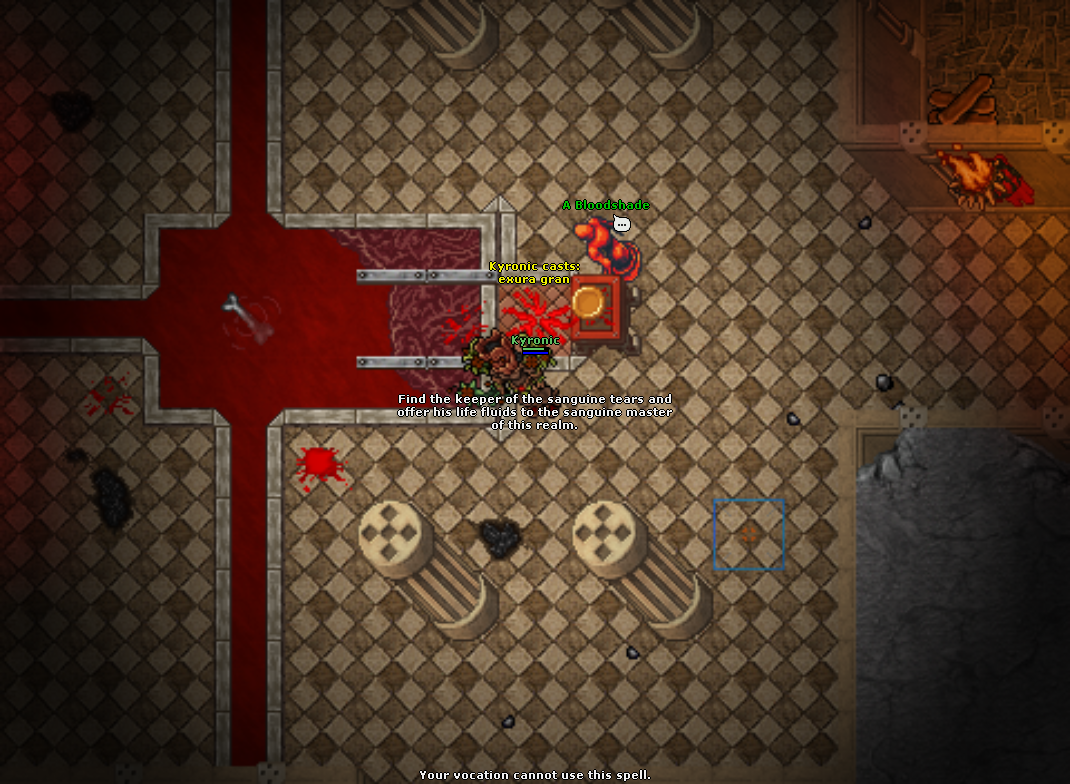 A Bloodshade
Kyronic casts:
exura gran
Kyronic
Find the keeper of the sanguine tears and
offer his life fluids to the sanguine master
of this realm.
Your vocation cannot use this spell.